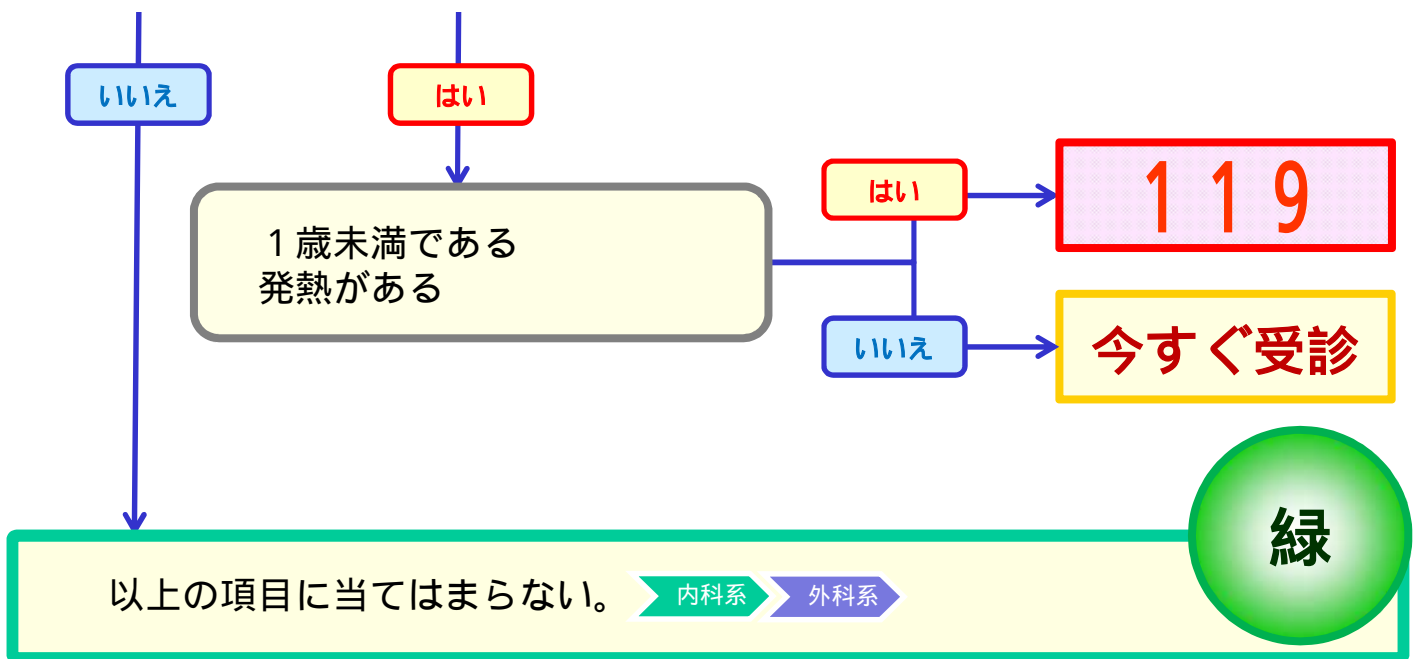 いいえ
はい
１歳未満である
発熱がある
はい
１１９
いいえ
今すぐ受診
緑
以上の項目に当てはまらない。 内科系 外科系